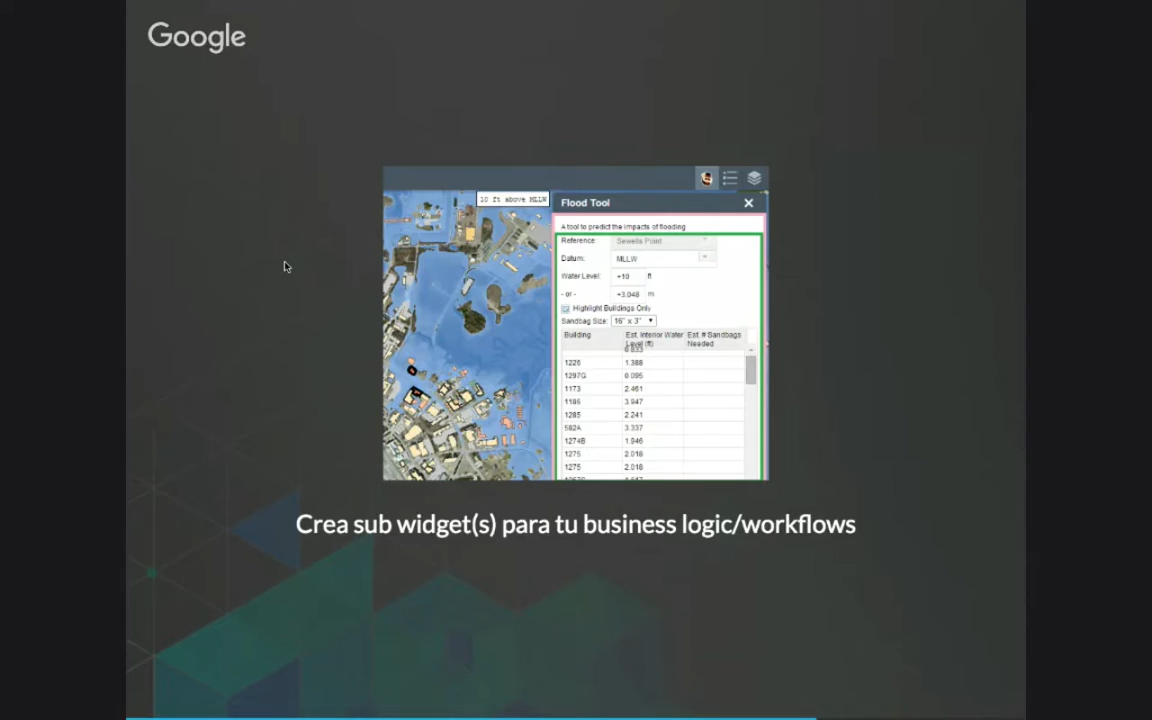 Google
10 ft above MLLW
Flood Tool
A tool to predict the impacts of flooding
Reference: Sewells Point
Datum: MLLW
Water Level: +10 ft
- or - +3.048 m
Highlight Buildings Only
Sandbag Size: 16" x 3"
Building Est. Interior Water Level (ft) Est. # Sandbags Needed
0.833
1226 1.388
1297G 0.095
1173 2.461
1186 3.947
1285 2.241
582A 3.337
1274B 1.946
1275 2.018
1275 2.018
Crea sub widget(s) para tu business logic/workflows